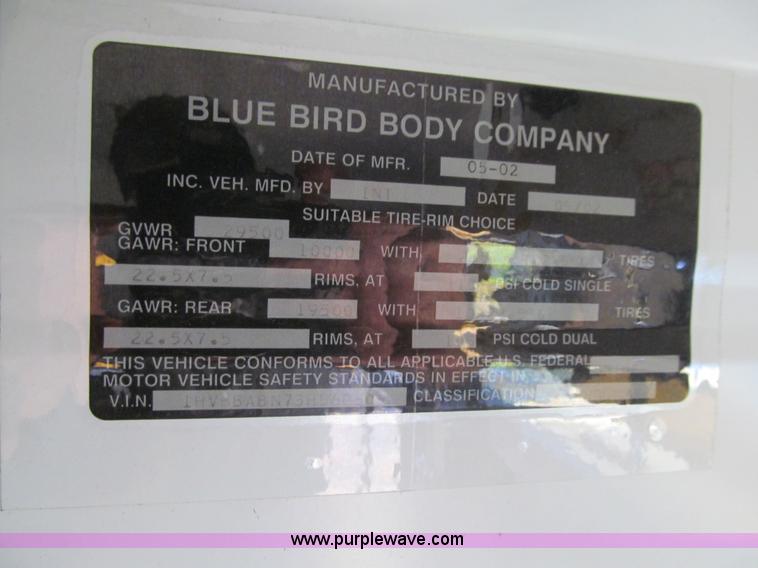 MANUFACTURED BY
BLUE BIRD BODY COMPANY
DATE OF MFR. 05-02
INC. VEH. MFD. BY INT DATE 05/02
SUITABLE TIRE-RIM CHOICE
GVWR 29500
GAWR: FRONT 10000 WITH TIRES
22.5X7.5 RIMS, AT PSI COLD SINGLE
GAWR: REAR 19500 WITH TIRES
22.5X7.5 RIMS, AT PSI COLD DUAL
THIS VEHICLE CONFORMS TO ALL APPLICABLE U.S. FEDERAL
MOTOR VEHICLE SAFETY STANDARDS IN EFFECT IN
V.I.N. CLASSIFICATION
www.purplewave.com